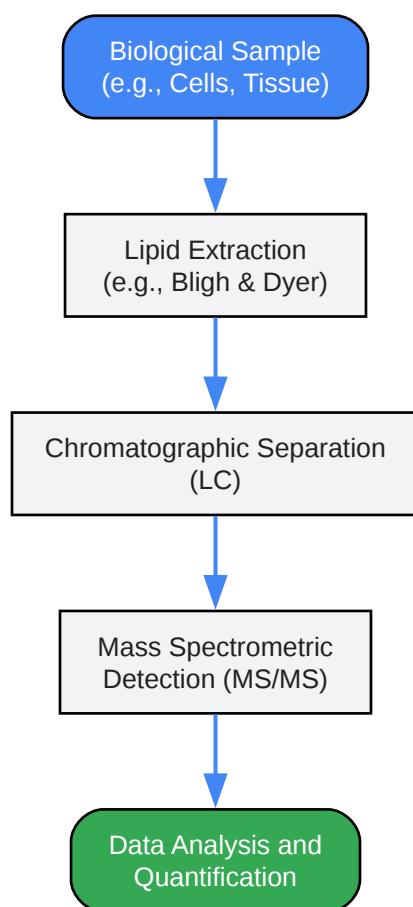 Biological Sample
(e.g., Cells, Tissue)
Lipid Extraction
(e.g., Bligh & Dyer)
Chromatographic Separation
(LC)
Mass Spectrometric
Detection (MS/MS)
Data Analysis and
Quantification